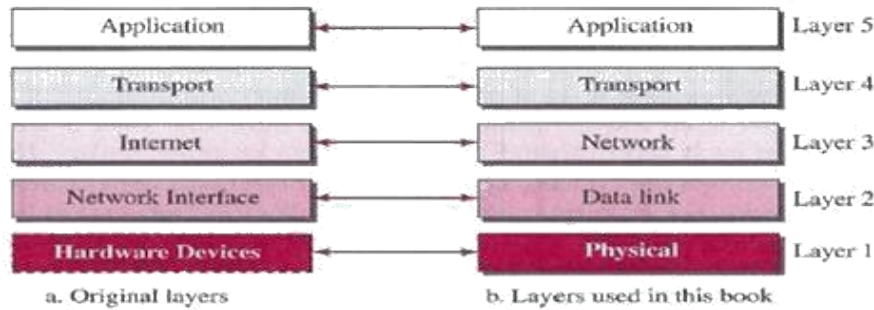 Application Application Layer 5
Transport Transport Layer 4
Internet Network Layer 3
Network Interface Data link Layer 2
Hardware Devices Physical Layer 1
a. Original layers b. Layers used in this book